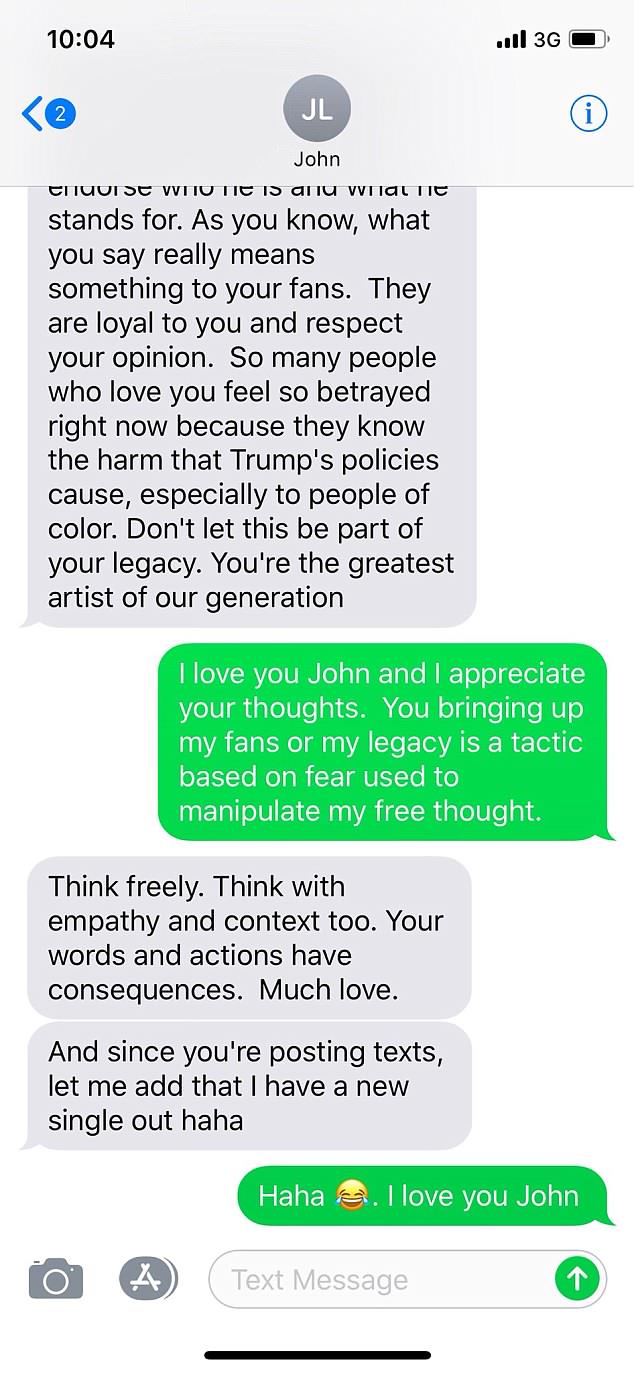 10:04
3G
2
JL
i
John
endorse who he is and what he
stands for. As you know, what
you say really means
something to your fans.  They
are loyal to you and respect
your opinion.  So many people
who love you feel so betrayed
right now because they know
the harm that Trump's policies
cause, especially to people of
color. Don't let this be part of
your legacy. You're the greatest
artist of our generation
I love you John and I appreciate
your thoughts.  You bringing up
my fans or my legacy is a tactic
based on fear used to
manipulate my free thought.
Think freely. Think with
empathy and context too. Your
words and actions have
consequences.  Much love.
And since you're posting texts,
let me add that I have a new
single out haha
Haha 😂. I love you John
Text Message